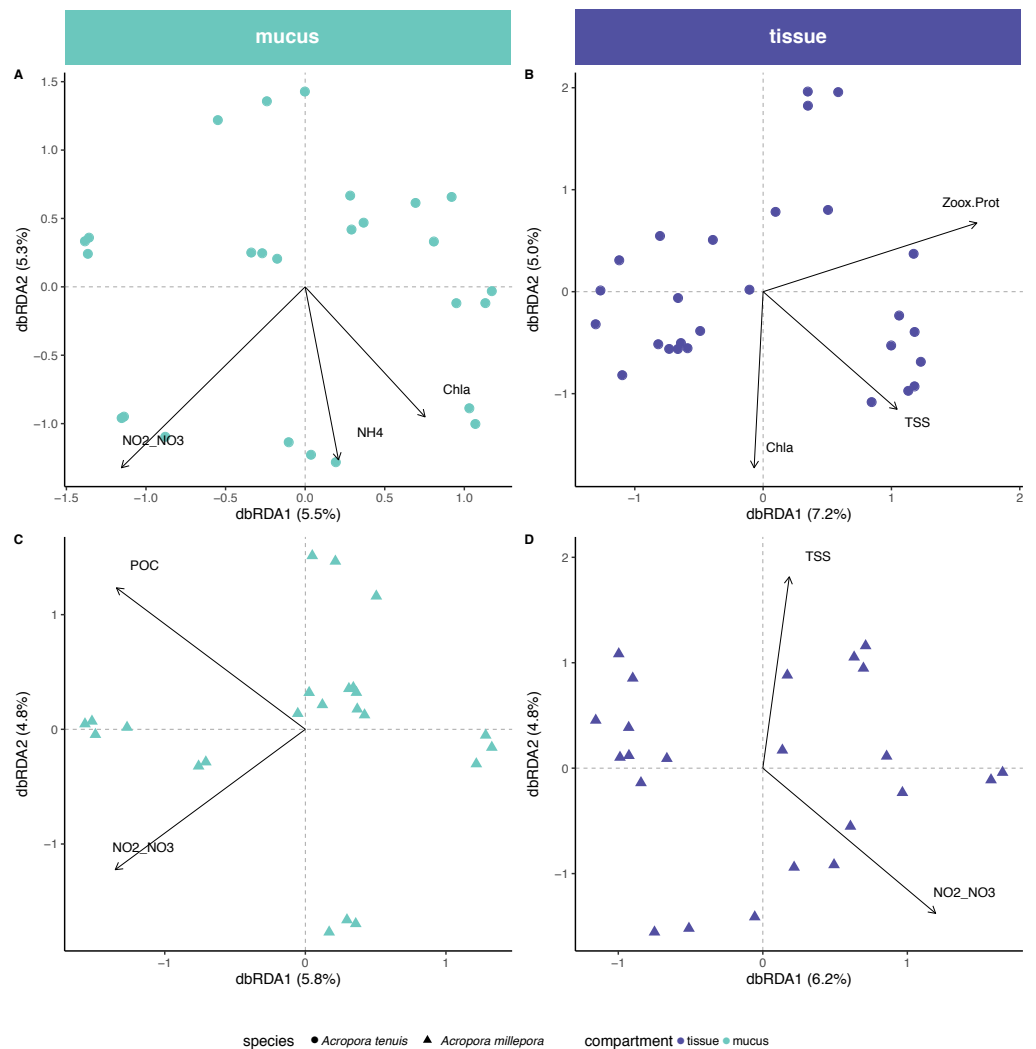 mucus
tissue
A
B
1.5
1.0
0.5
0.0
−0.5
−1.0
dbRDA2 (5.3%)
NO2_NO3
NH4
Chla
−1.5
−1.0
−0.5
0.0
0.5
1.0
dbRDA1 (5.5%)
2
1
0
−1
dbRDA2 (5.0%)
Zoox.Prot
TSS
Chla
−1
0
1
2
dbRDA1 (7.2%)
C
D
1
0
−1
dbRDA2 (4.8%)
POC
NO2_NO3
−1
0
1
dbRDA1 (5.8%)
2
1
0
−1
dbRDA2 (4.8%)
TSS
NO2_NO3
−1
0
1
dbRDA1 (6.2%)
species Acropora tenuis Acropora millepora compartment tissue mucus